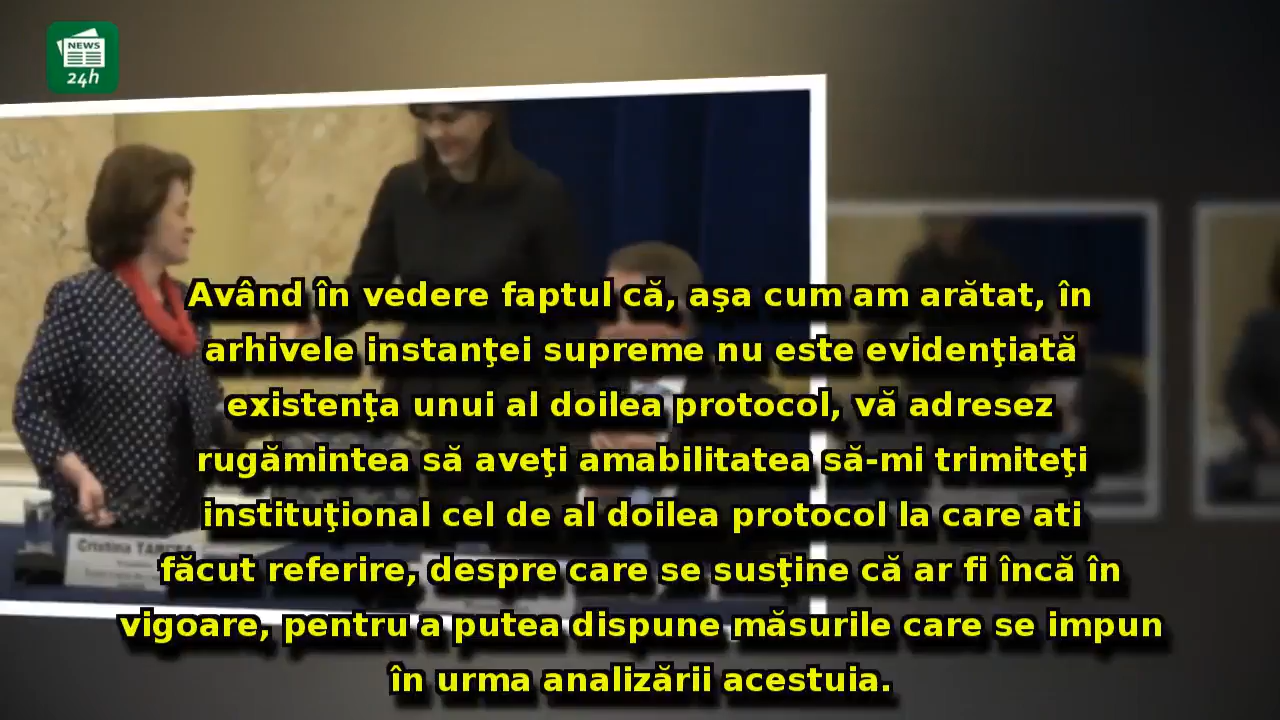 NEWS
24h
Având în vedere faptul că, aşa cum am arătat, în
arhivele instanţei supreme nu este evidenţiată
existenţa unui al doilea protocol, vă adresez
rugămintea să aveţi amabilitatea să-mi trimiteţi
instituţional cel de al doilea protocol la care ati
făcut referire, despre care se susţine că ar fi încă în
vigoare, pentru a putea dispune măsurile care se impun
în urma analizării acestuia.
Cristina